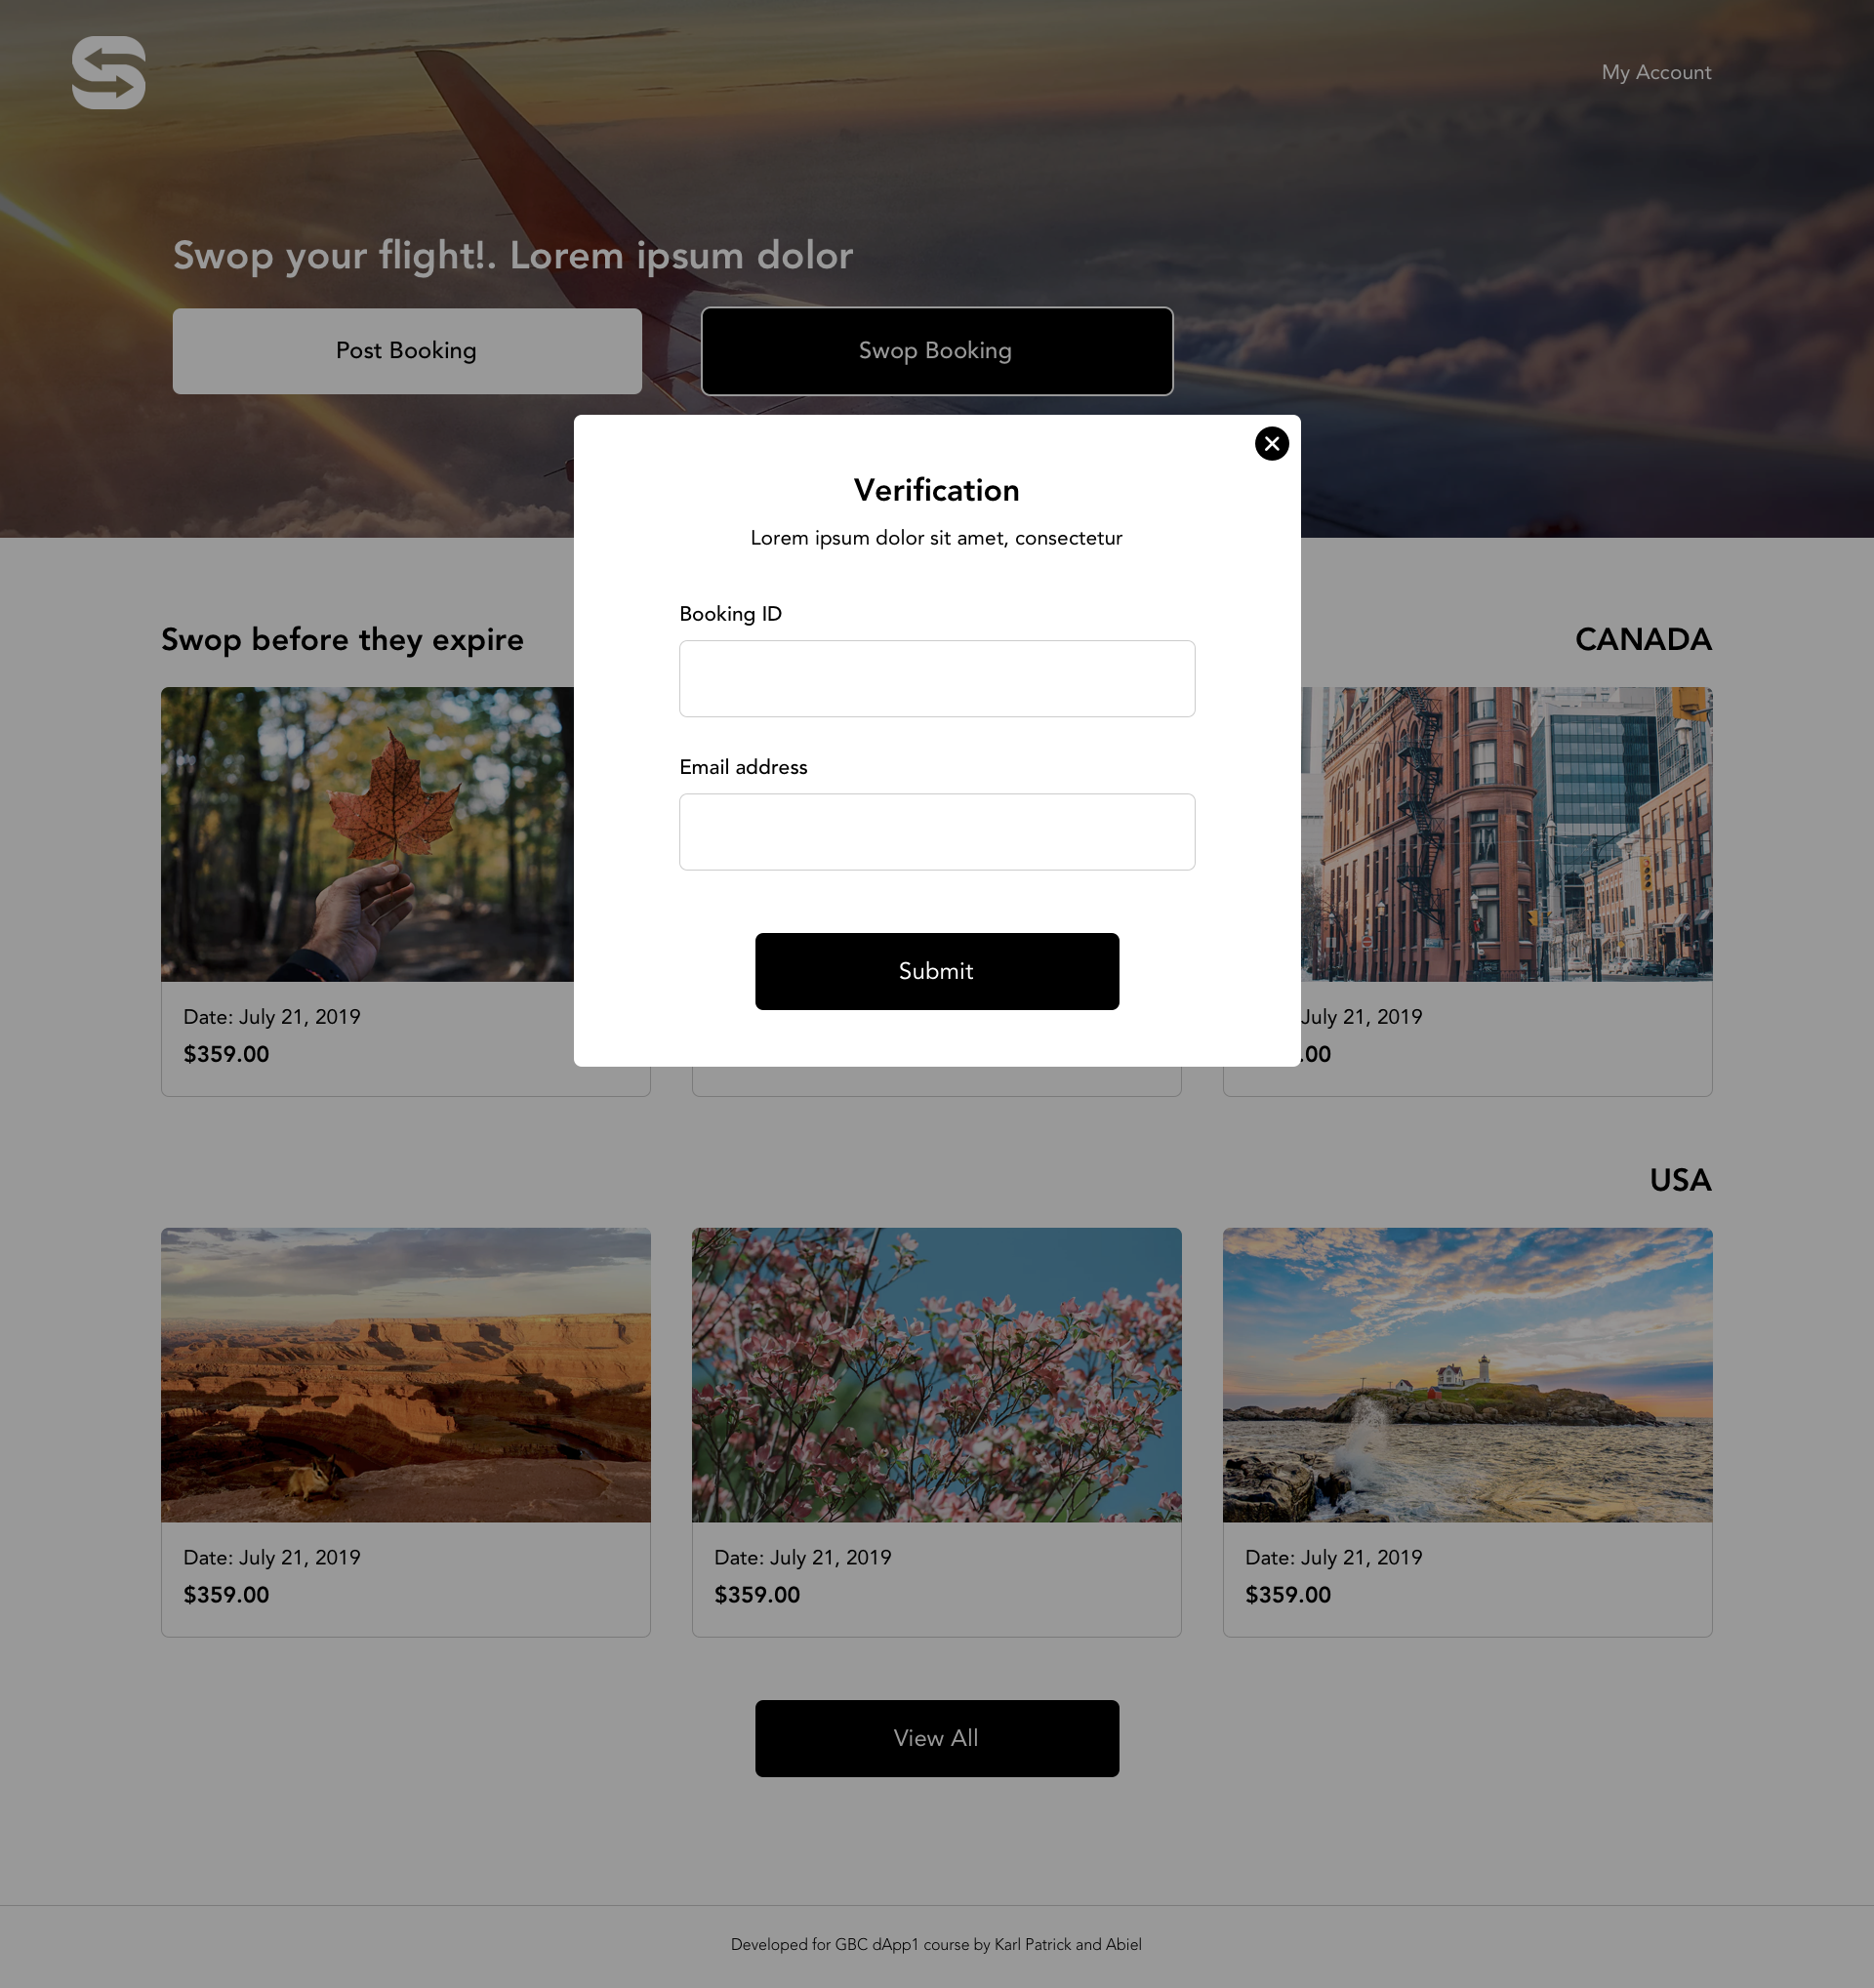 My Account
Swop your flight!. Lorem ipsum dolor
Post Booking
Swop Booking
Verification
Lorem ipsum dolor sit amet, consectetur
Booking ID
Email address
Submit
Swop before they expire
CANADA
Date: July 21, 2019
$359.00
July 21, 2019
.00
USA
Date: July 21, 2019
$359.00
Date: July 21, 2019
$359.00
Date: July 21, 2019
$359.00
View All
Developed for GBC dApp1 course by Karl Patrick and Abiel